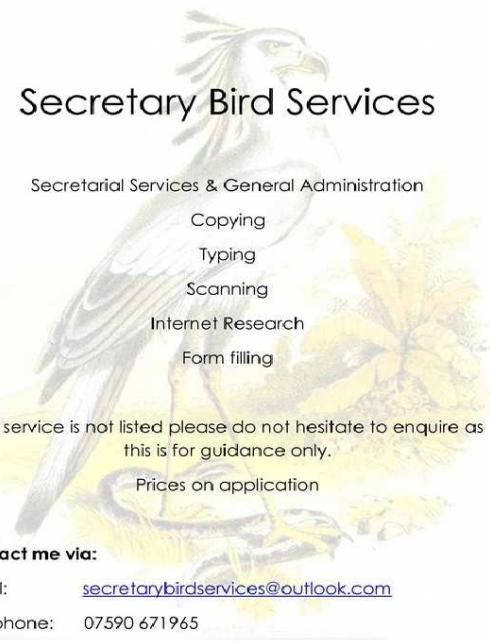 Secretary Bird Services
Secretarial Services & General Administration
Copying
Typing
Scanning
Internet Research
Form filling
service is not listed please do not hesitate to enquire as
this is for guidance only.
Prices on application
act me via:
l: secretarybirdservices@outlook.com
phone: 07590 671965